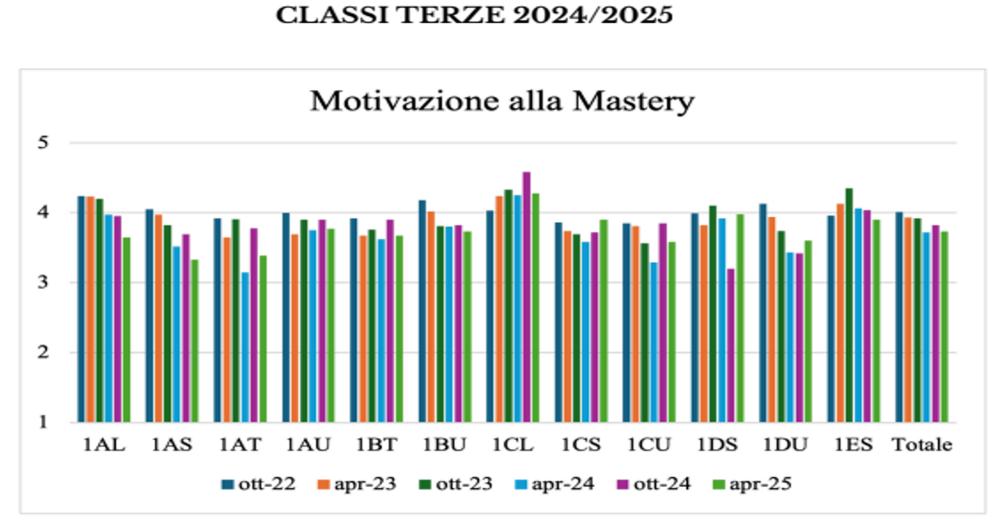 CLASSI TERZE 2024/2025
Motivazione alla Mastery
5
4
3
2
1
1AL 1AS 1AT 1AU 1BT 1BU 1CL 1CS 1CU 1DS 1DU 1ES Totale
ott-22 apr-23 ott-23 apr-24 ott-24 apr-25